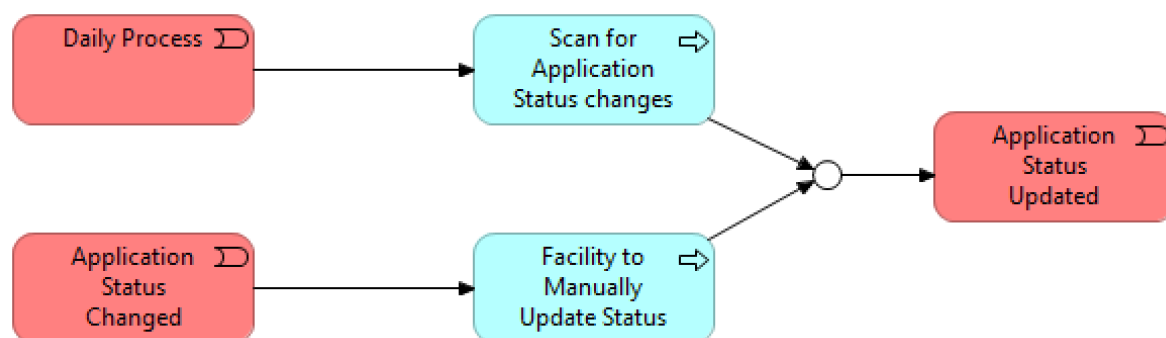 Daily Process
Scan for
Application
Status changes
Application
Status
Updated
Application
Status
Changed
Facility to
Manually
Update Status